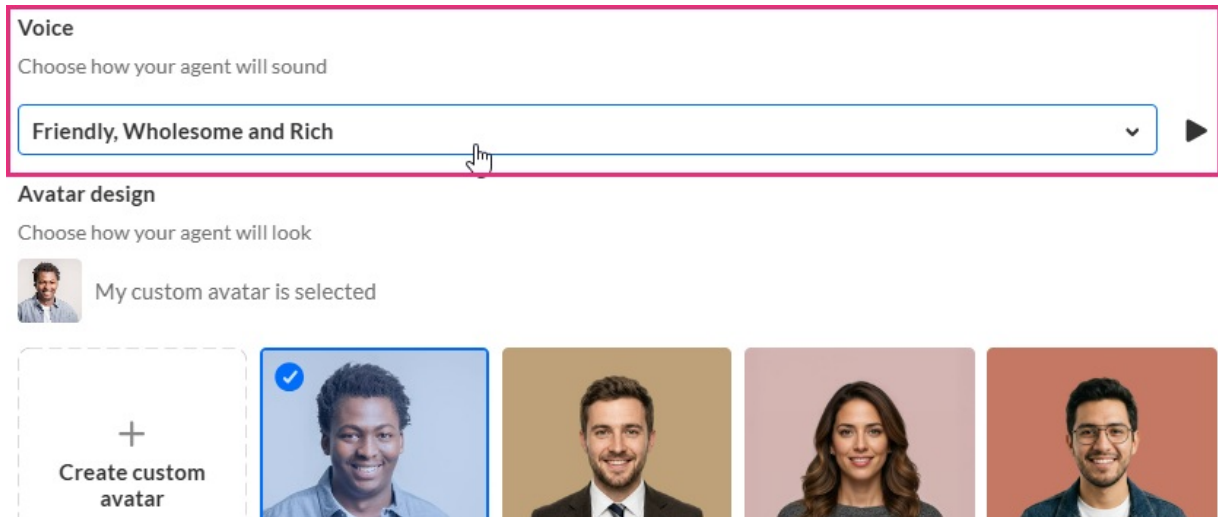 Voice
Choose how your agent will sound
Friendly, Wholesome and Rich
Avatar design
Choose how your agent will look
My custom avatar is selected
Create custom
avatar